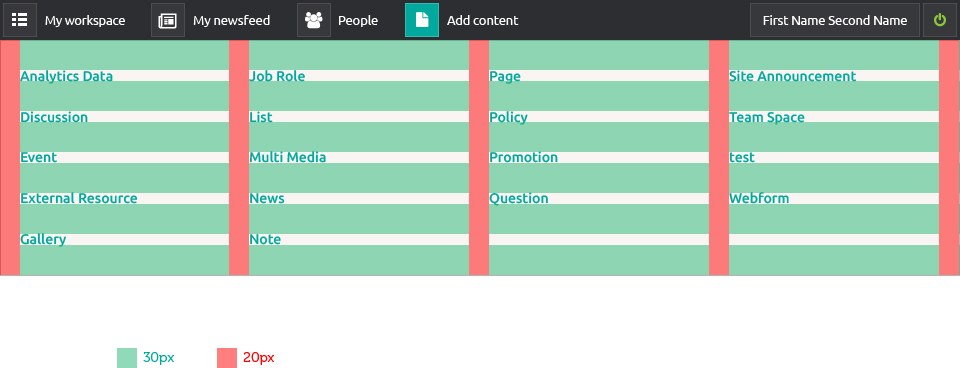 My workspace My newsfeed People Add content First Name Second Name
Analytics Data Job Role Page Site Announcement
Discussion List Policy Team Space
Event Multi Media Promotion test
External Resource News Question Webform
Gallery Note
30px 20px